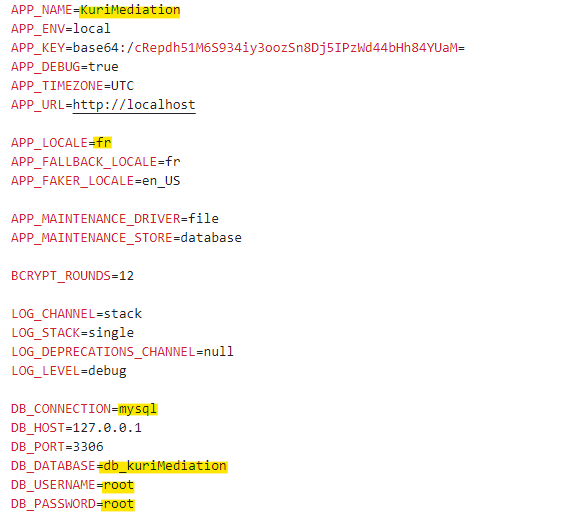 APP_NAME=KuriMediation
APP_ENV=local
APP_KEY=base64:/cRepdh51M6S934iy3oozSn8Dj5IPzWd44bHh84YUaM=
APP_DEBUG=true
APP_TIMEZONE=UTC
APP_URL=http://localhost
APP_LOCALE=fr
APP_FALLBACK_LOCALE=fr
APP_FAKER_LOCALE=en_US
APP_MAINTENANCE_DRIVER=file
APP_MAINTENANCE_STORE=database
BCRYPT_ROUNDS=12
LOG_CHANNEL=stack
LOG_STACK=single
LOG_DEPRECATIONS_CHANNEL=null
LOG_LEVEL=debug
DB_CONNECTION=mysql
DB_HOST=127.0.0.1
DB_PORT=3306
DB_DATABASE=db_kuriMediation
DB_USERNAME=root
DB_PASSWORD=root